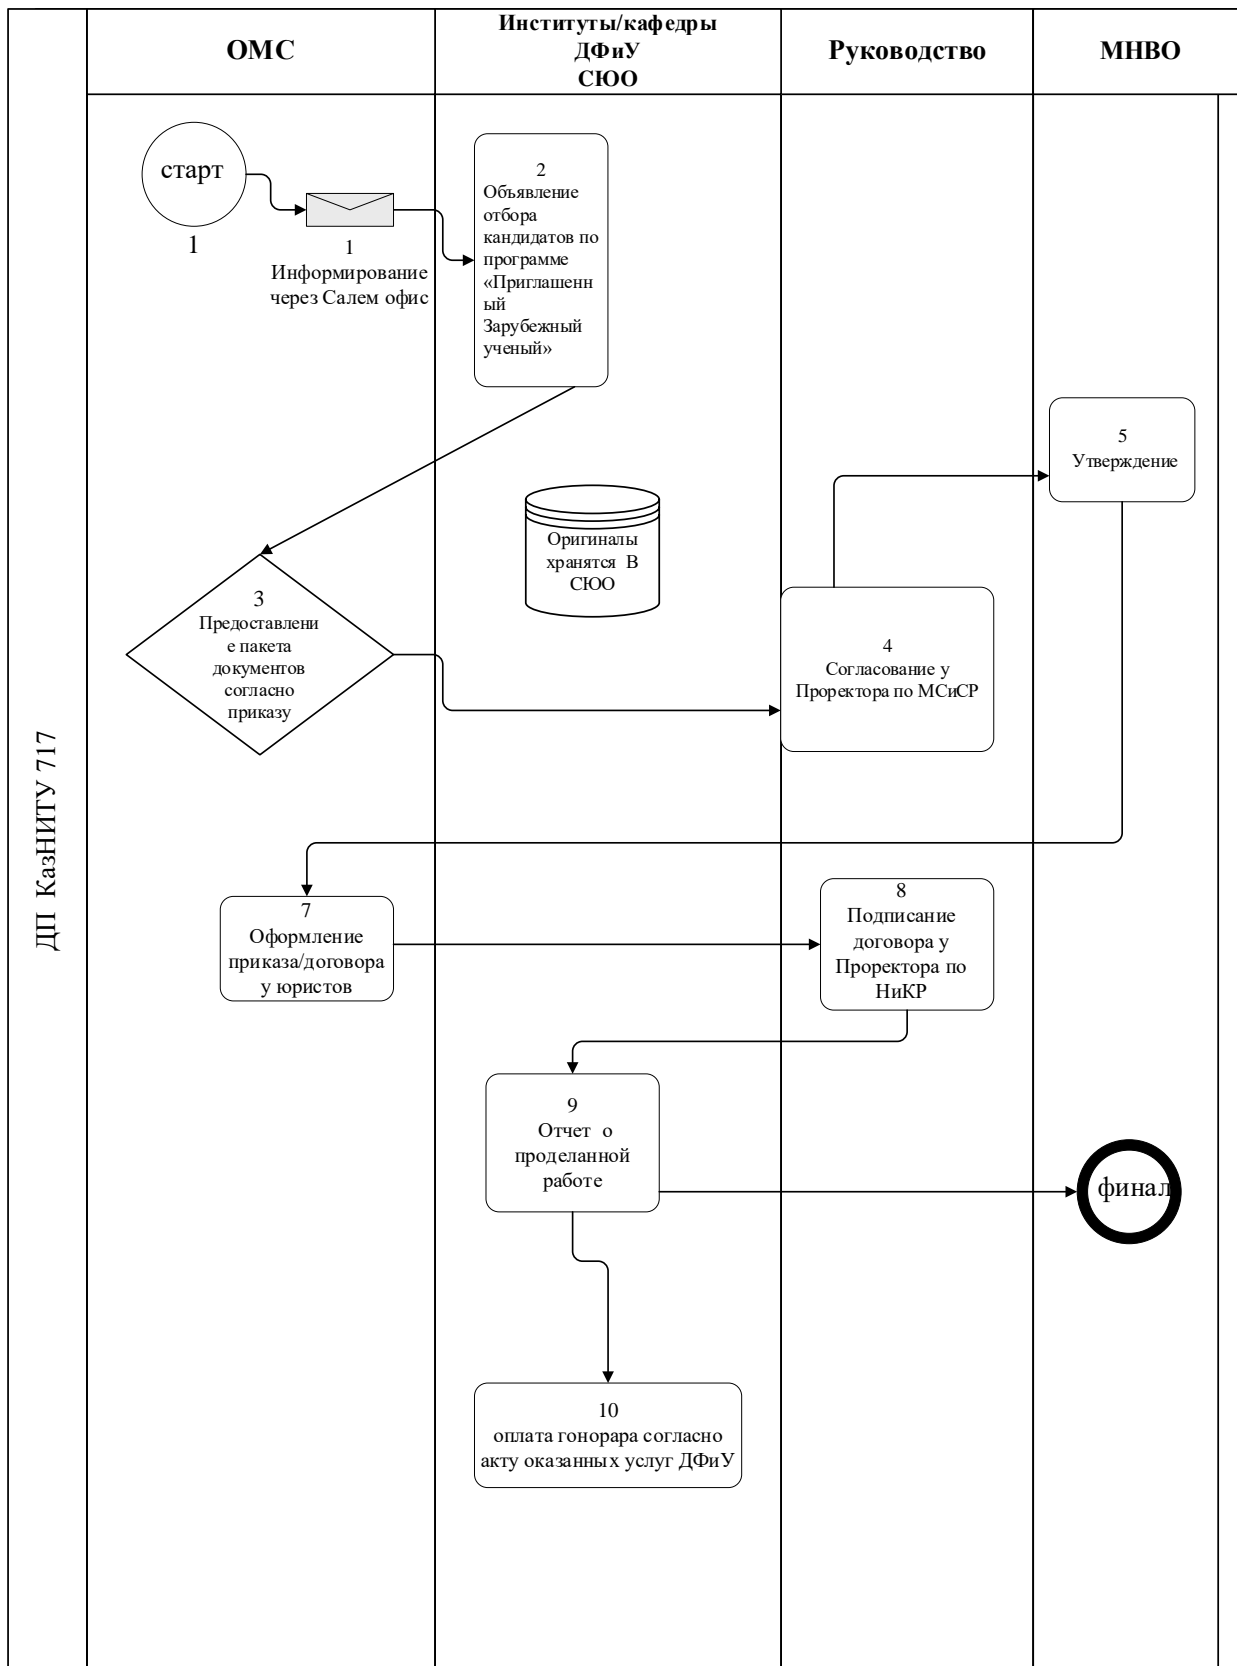 ОМС
Институты/кафедры
ДФиУ
СЮО
Руководство
МНВО
ДП КазНИТУ 717
старт
1
1
Информирование
через Салем офис
2
Объявление
отбора
кандидатов по
программе
«Приглашенн
ый
Зарубежный
ученый»
5
Утверждение
Оригиналы
хранятся В
СЮО
3
Предоставлени
е пакета
документов
согласно
приказу
4
Согласование у
Проректора по МСиСР
7
Оформление
приказа/договора
у юристов
8
Подписание
договора у
Проректора по
НиКР
9
Отчет о
проделанной
работе
финал
10
оплата гонорара согласно
акту оказанных услуг ДФиУ